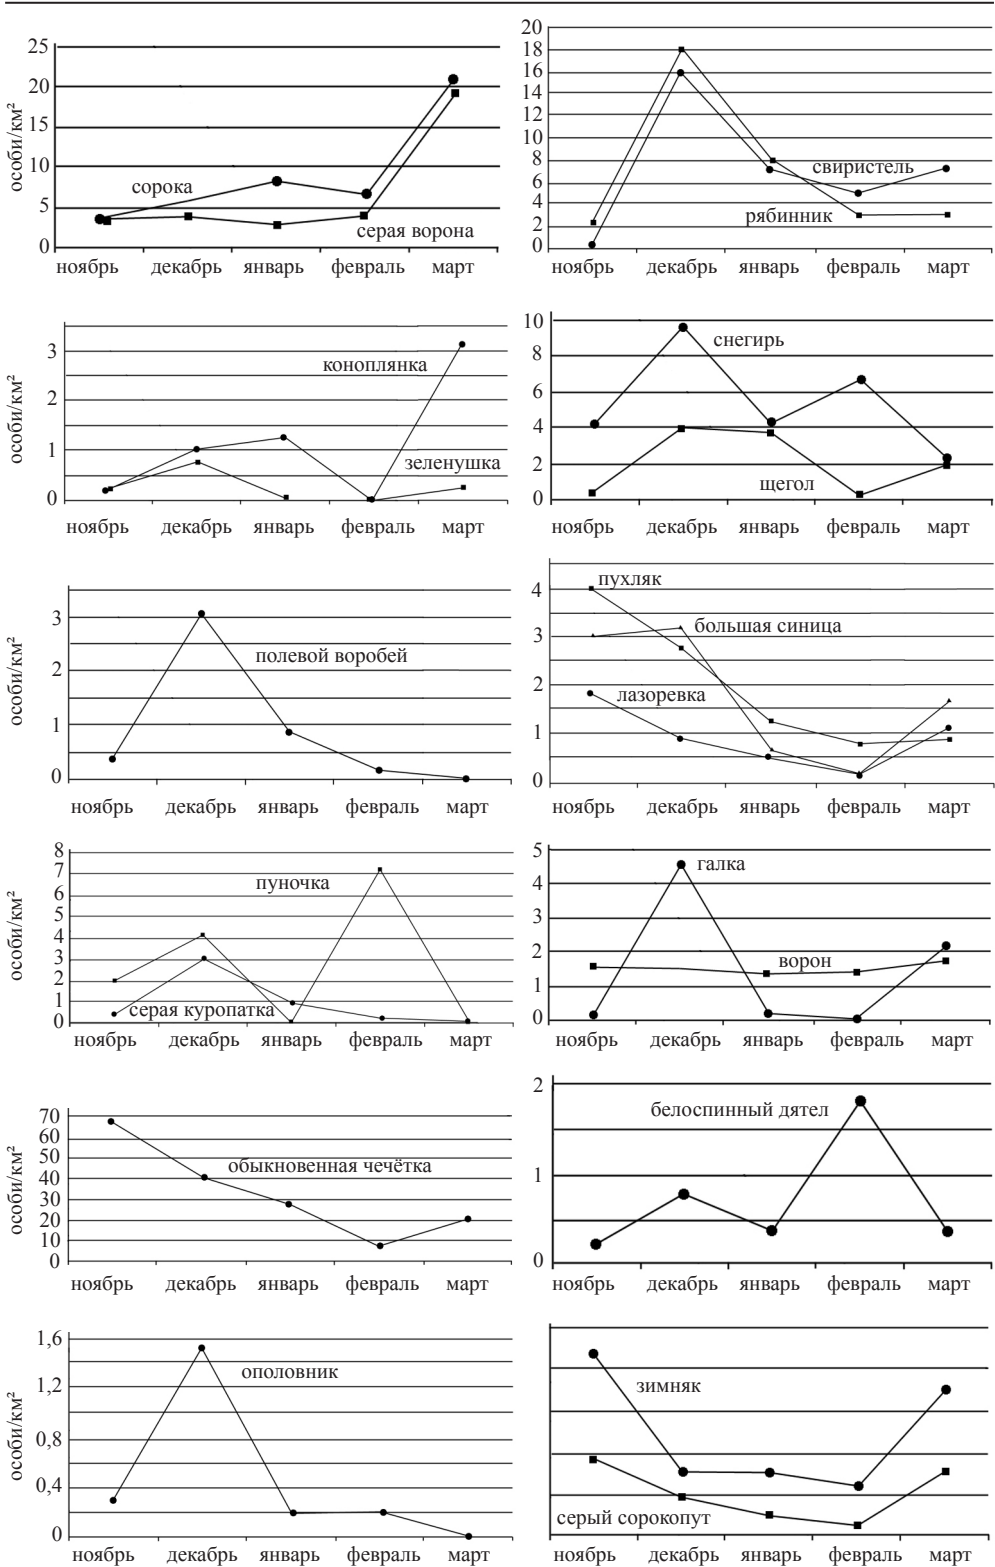 25
20
15
10
5
0
особи/км²
сорока
серая ворона
ноябрь декабрь январь февраль март
20
18
16
14
12
10
8
6
4
2
0
свиристель
рябинник
ноябрь декабрь январь февраль март
3
2
1
0
особи/км²
коноплянка
зеленушка
ноябрь декабрь январь февраль март
10
8
6
4
2
0
снегирь
щегол
ноябрь декабрь январь февраль март
3
2
1
0
особи/км²
полевой воробей
ноябрь декабрь январь февраль март
4
3
2
1
0
пухляк
большая синица
лазоревка
ноябрь декабрь январь февраль март
8
7
6
5
4
3
2
1
0
особи/км²
пуночка
серая куропатка
ноябрь декабрь январь февраль март
5
4
3
2
1
0
галка
ворон
ноябрь декабрь январь февраль март
70
60
50
40
30
20
10
0
особи/км²
обыкновенная чечётка
ноябрь декабрь январь февраль март
2
1
0
белоспинный дятел
ноябрь декабрь январь февраль март
1,6
1,2
0,8
0,4
0
особи/км²
ополовник
ноябрь декабрь январь февраль март
зимняк
серый сорокопут
ноябрь декабрь январь февраль март